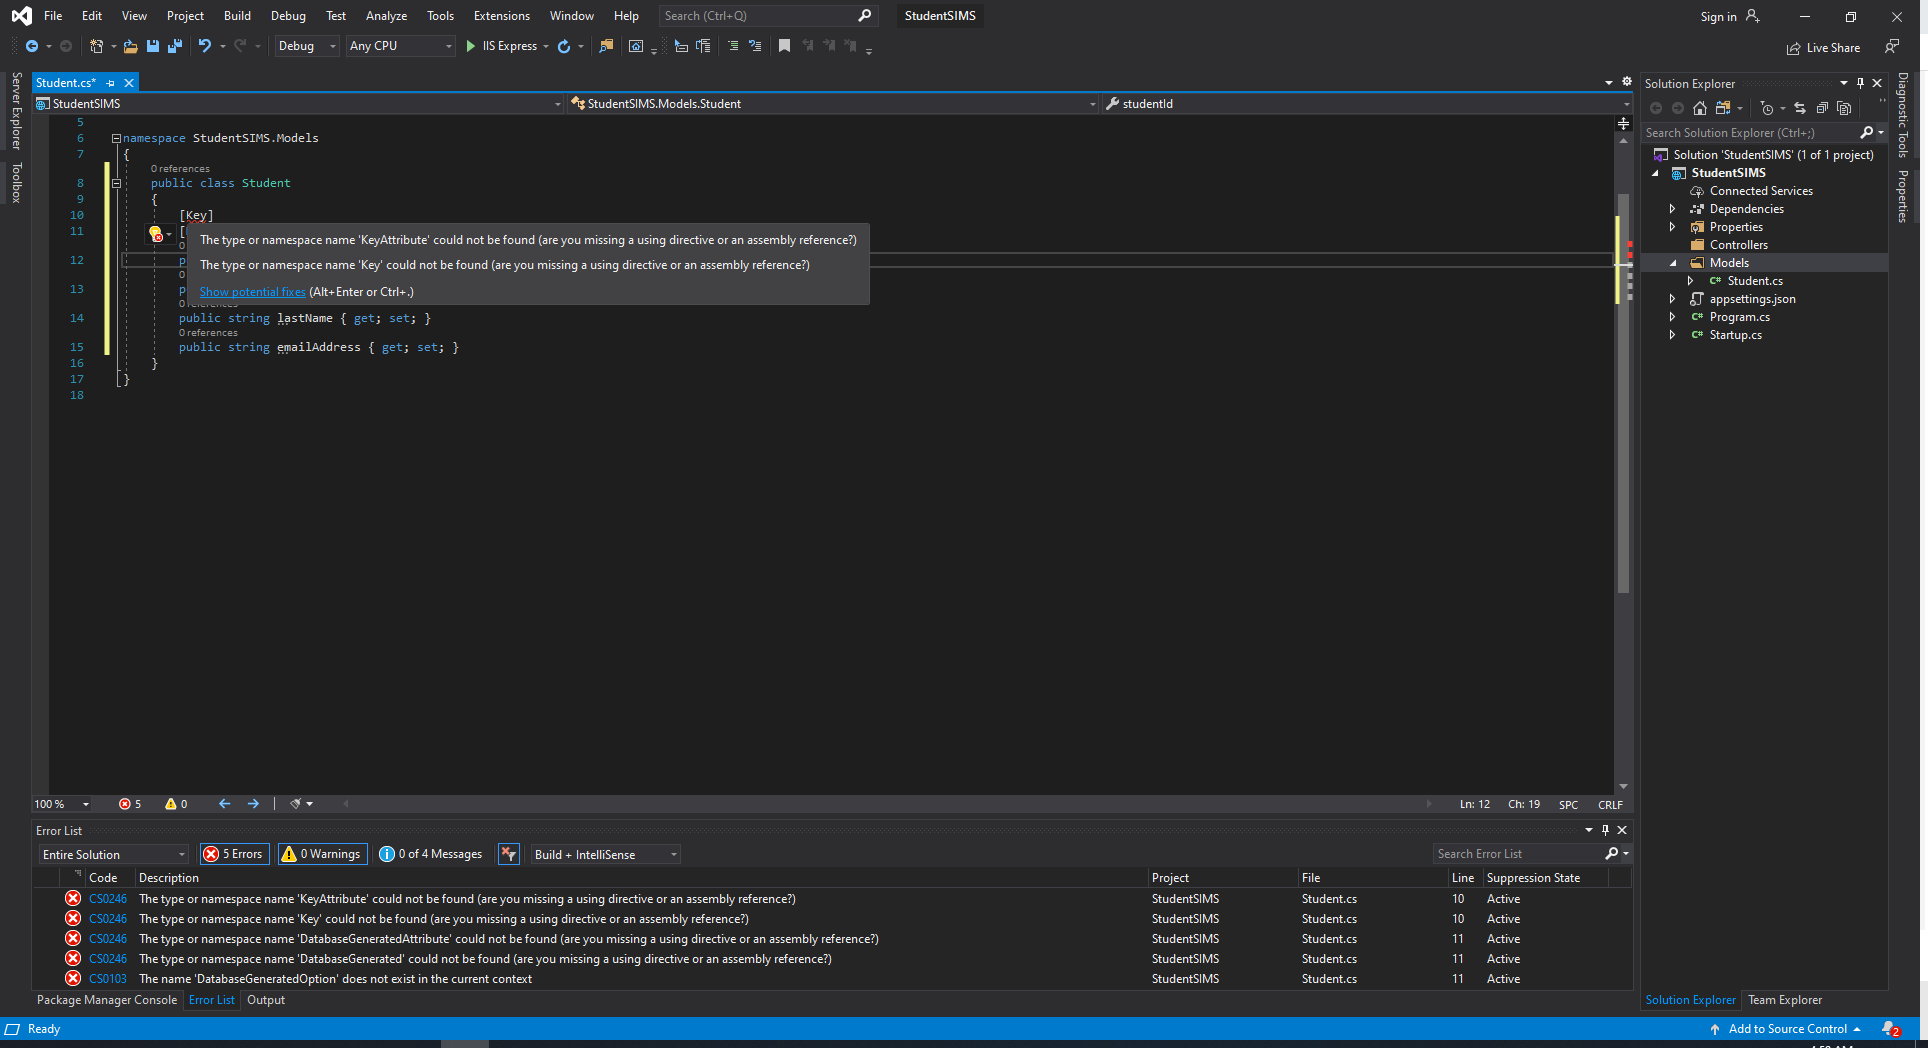 File Edit View Project Build Debug Test Analyze Tools Extensions Window Help Search (Ctrl+Q) StudentSIMS Sign in
Debug Any CPU IIS Express Live Share
Server Explorer
Toolbox
Student.cs*
StudentSIMS StudentSIMS.Models.Student studentId
5
6 namespace StudentSIMS.Models
7 {
0 references
8 public class Student
9 {
10 [Key]
11 [
12 p
13 p
The type or namespace name 'KeyAttribute' could not be found (are you missing a using directive or an assembly reference?)
The type or namespace name 'Key' could not be found (are you missing a using directive or an assembly reference?)
Show potential fixes (Alt+Enter or Ctrl+.)
0 references
14 public string lastName { get; set; }
0 references
15 public string emailAddress { get; set; }
16 }
17 }
18
100 % 5 0 Ln: 12 Ch: 19 SPC CRLF
Error List
Entire Solution 5 Errors 0 Warnings 0 of 4 Messages Build + IntelliSense Search Error List
Code Description Project File Line Suppression State
CS0246 The type or namespace name 'KeyAttribute' could not be found (are you missing a using directive or an assembly reference?) StudentSIMS Student.cs 10 Active
CS0246 The type or namespace name 'Key' could not be found (are you missing a using directive or an assembly reference?) StudentSIMS Student.cs 10 Active
CS0246 The type or namespace name 'DatabaseGeneratedAttribute' could not be found (are you missing a using directive or an assembly reference?) StudentSIMS Student.cs 11 Active
CS0246 The type or namespace name 'DatabaseGenerated' could not be found (are you missing a using directive or an assembly reference?) StudentSIMS Student.cs 11 Active
CS0103 The name 'DatabaseGeneratedOption' does not exist in the current context StudentSIMS Student.cs 11 Active
Package Manager Console Error List Output
Solution Explorer
Search Solution Explorer (Ctrl+;)
Solution 'StudentSIMS' (1 of 1 project)
StudentSIMS
Connected Services
Dependencies
Properties
Controllers
Models
C# Student.cs
appsettings.json
C# Program.cs
C# Startup.cs
Solution Explorer Team Explorer
Diagnostic Tools
Properties
Ready Add to Source Control 2